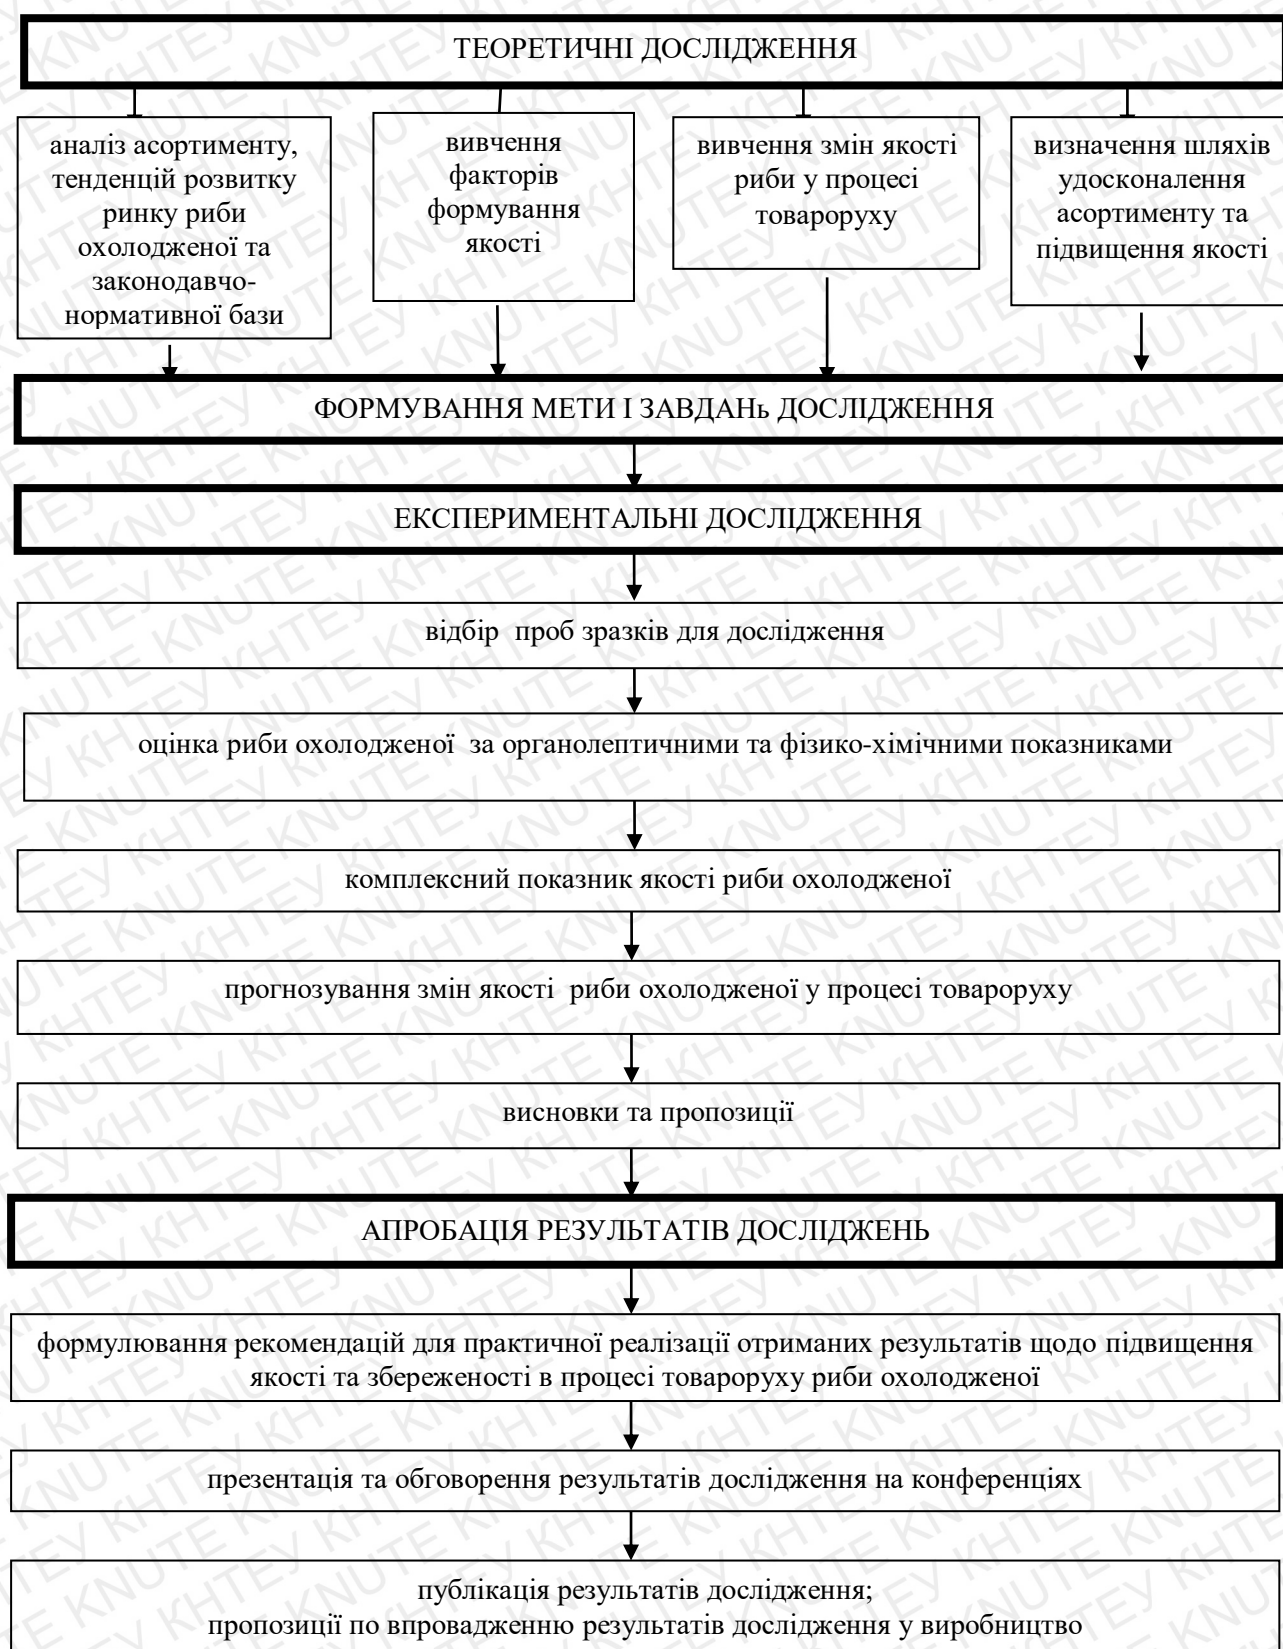 ТЕОРЕТИЧНІ ДОСЛІДЖЕННЯ
аналіз асортименту,
тенденцій розвитку
ринку риби
охолодженої та
законодавчо-
нормативної бази
вивчення
факторів
формування
якості
вивчення змін якості
риби у процесі
товароруху
визначення шляхів
удосконалення
асортименту та
підвищення якості
ФОРМУВАННЯ МЕТИ І ЗАВДАНЬ ДОСЛІДЖЕННЯ
ЕКСПЕРИМЕНТАЛЬНІ ДОСЛІДЖЕННЯ
відбір проб зразків для дослідження
оцінка риби охолодженої за органолептичними та фізико-хімічними показниками
комплексний показник якості риби охолодженої
прогнозування змін якості риби охолодженої у процесі товароруху
висновки та пропозиції
АПРОБАЦІЯ РЕЗУЛЬТАТІВ ДОСЛІДЖЕНЬ
формулювання рекомендацій для практичної реалізації отриманих результатів щодо підвищення
якості та збереженості в процесі товароруху риби охолодженої
презентація та обговорення результатів дослідження на конференціях
публікація результатів дослідження;
пропозиції по впровадженню результатів дослідження у виробництво